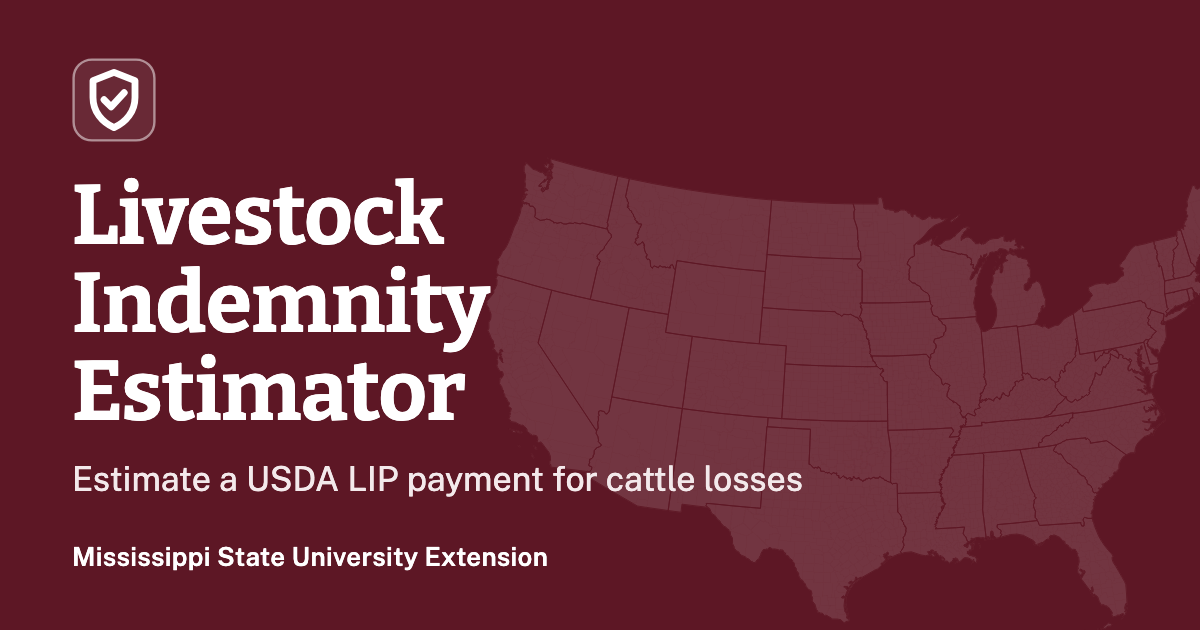 Livestock
Indemnity
Estimator
Estimate a USDA LIP payment for cattle losses
Mississippi State University Extension